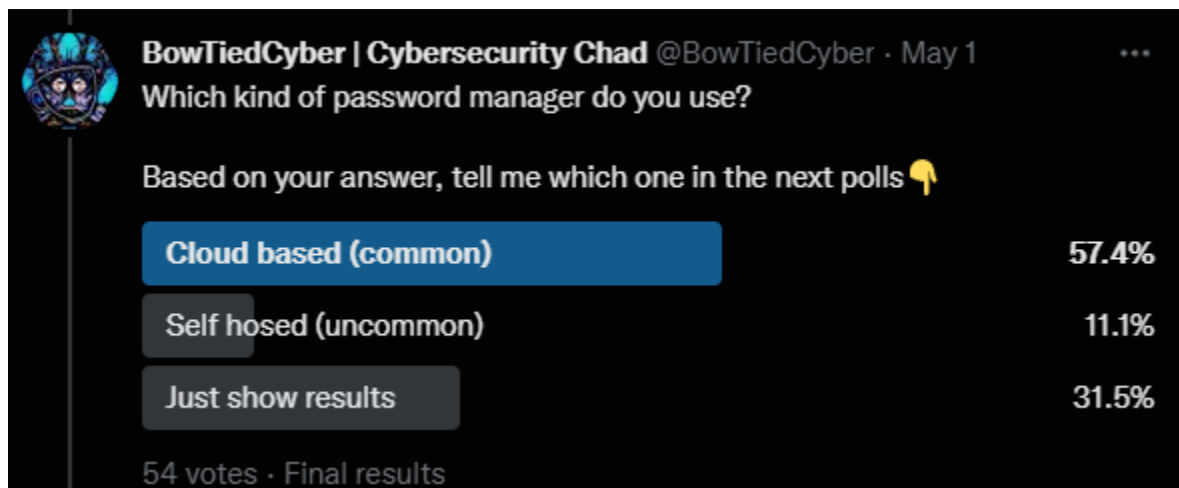 BowTiedCyber | Cybersecurity Chad @BowTiedCyber · May 1
Which kind of password manager do you use?
Based on your answer, tell me which one in the next polls👇
Cloud based (common) 57.4%
Self hosed (uncommon) 11.1%
Just show results 31.5%
54 votes · Final results